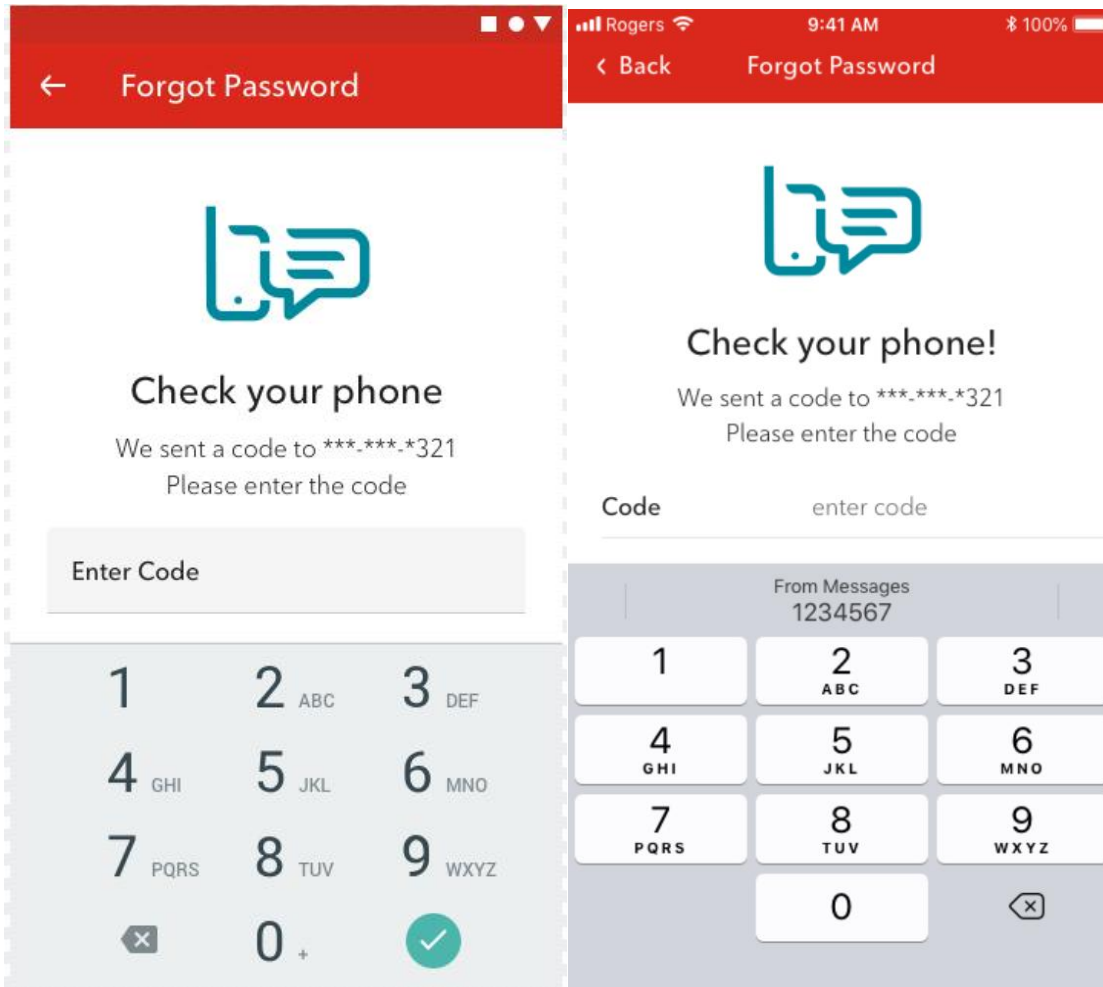 Forgot Password
Check your phone
We sent a code to ***-***-*321
Please enter the code
Enter Code
1 2 ABC 3 DEF
4 GHI 5 JKL 6 MNO
7 PQRS 8 TUV 9 WXYZ
0 +
Rogers 9:41 AM 100%
Back Forgot Password
Check your phone!
We sent a code to ***-***-*321
Please enter the code
Code enter code
From Messages
1234567
1 2 3
ABC DEF
4 5 6
GHI JKL MNO
7 8 9
PQRS TUV WXYZ
0